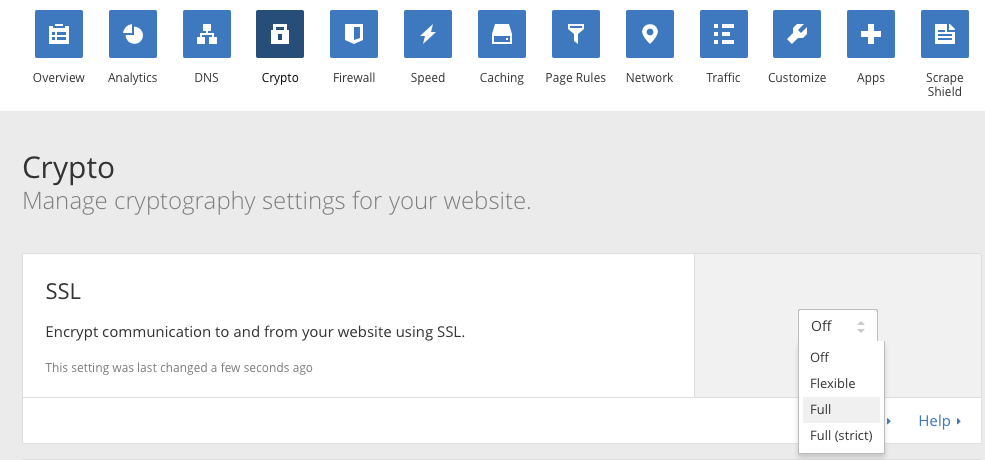 Overview
Analytics
DNS
Crypto
Firewall
Speed
Caching
Page Rules
Network
Traffic
Customize
Apps
Scrape
Shield
Crypto
Manage cryptography settings for your website.
SSL
Encrypt communication to and from your website using SSL.
This setting was last changed a few seconds ago
Off
Off
Flexible
Full
Full (strict)
Help